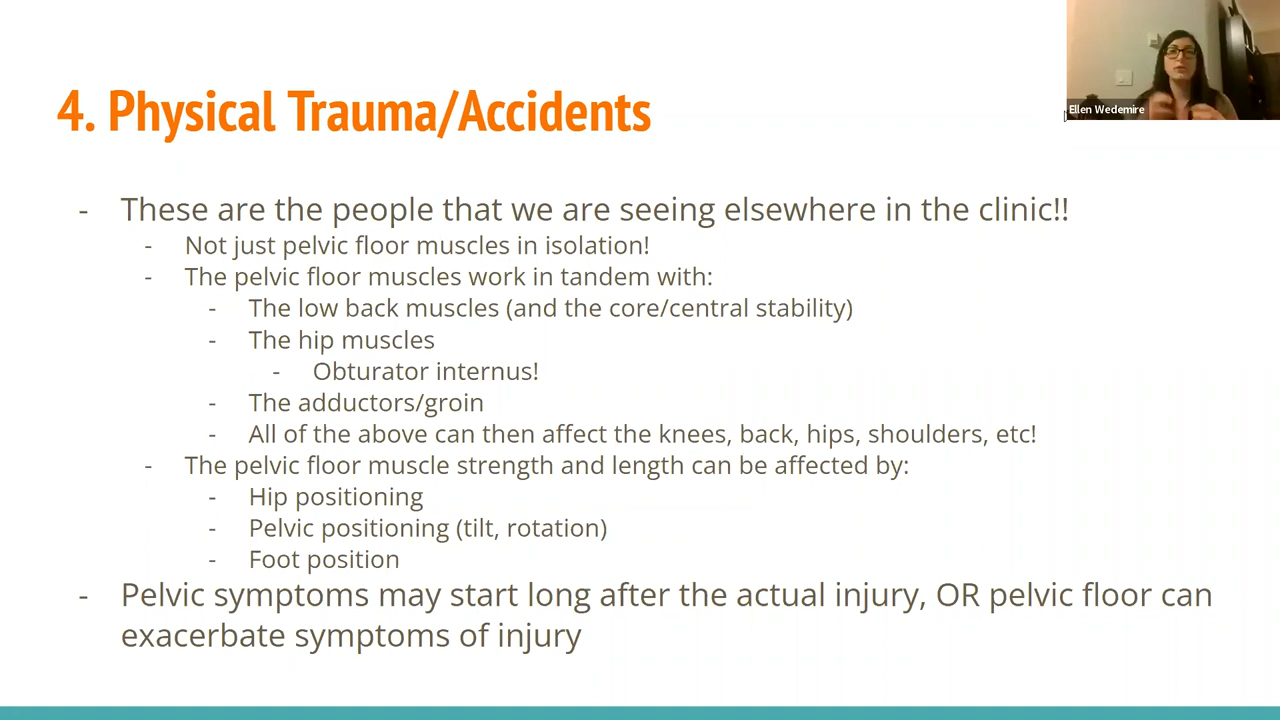 Ellen Wedemire
4. Physical Trauma/Accidents
- These are the people that we are seeing elsewhere in the clinic!!
- Not just pelvic floor muscles in isolation!
- The pelvic floor muscles work in tandem with:
- The low back muscles (and the core/central stability)
- The hip muscles
- Obturator internus!
- The adductors/groin
- All of the above can then affect the knees, back, hips, shoulders, etc!
- The pelvic floor muscle strength and length can be affected by:
- Hip positioning
- Pelvic positioning (tilt, rotation)
- Foot position
- Pelvic symptoms may start long after the actual injury, OR pelvic floor can
exacerbate symptoms of injury